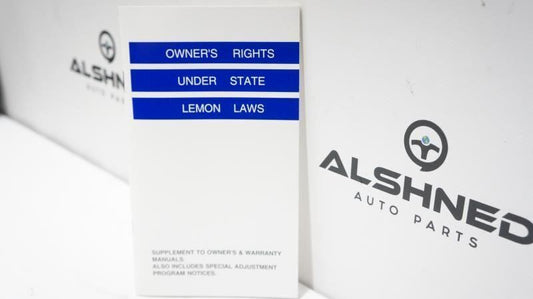 OWNER'S RIGHTS
UNDER STATE
LEMON LAWS
SUPPLEMENT TO OWNER'S & WARRANTY
MANUALS.
ALSO INCLUDES SPECIAL ADJUSTMENT
PROGRAM NOTICES.
ALSHNED
AUTO PARTS
ALSHNED
AUTO PARTS